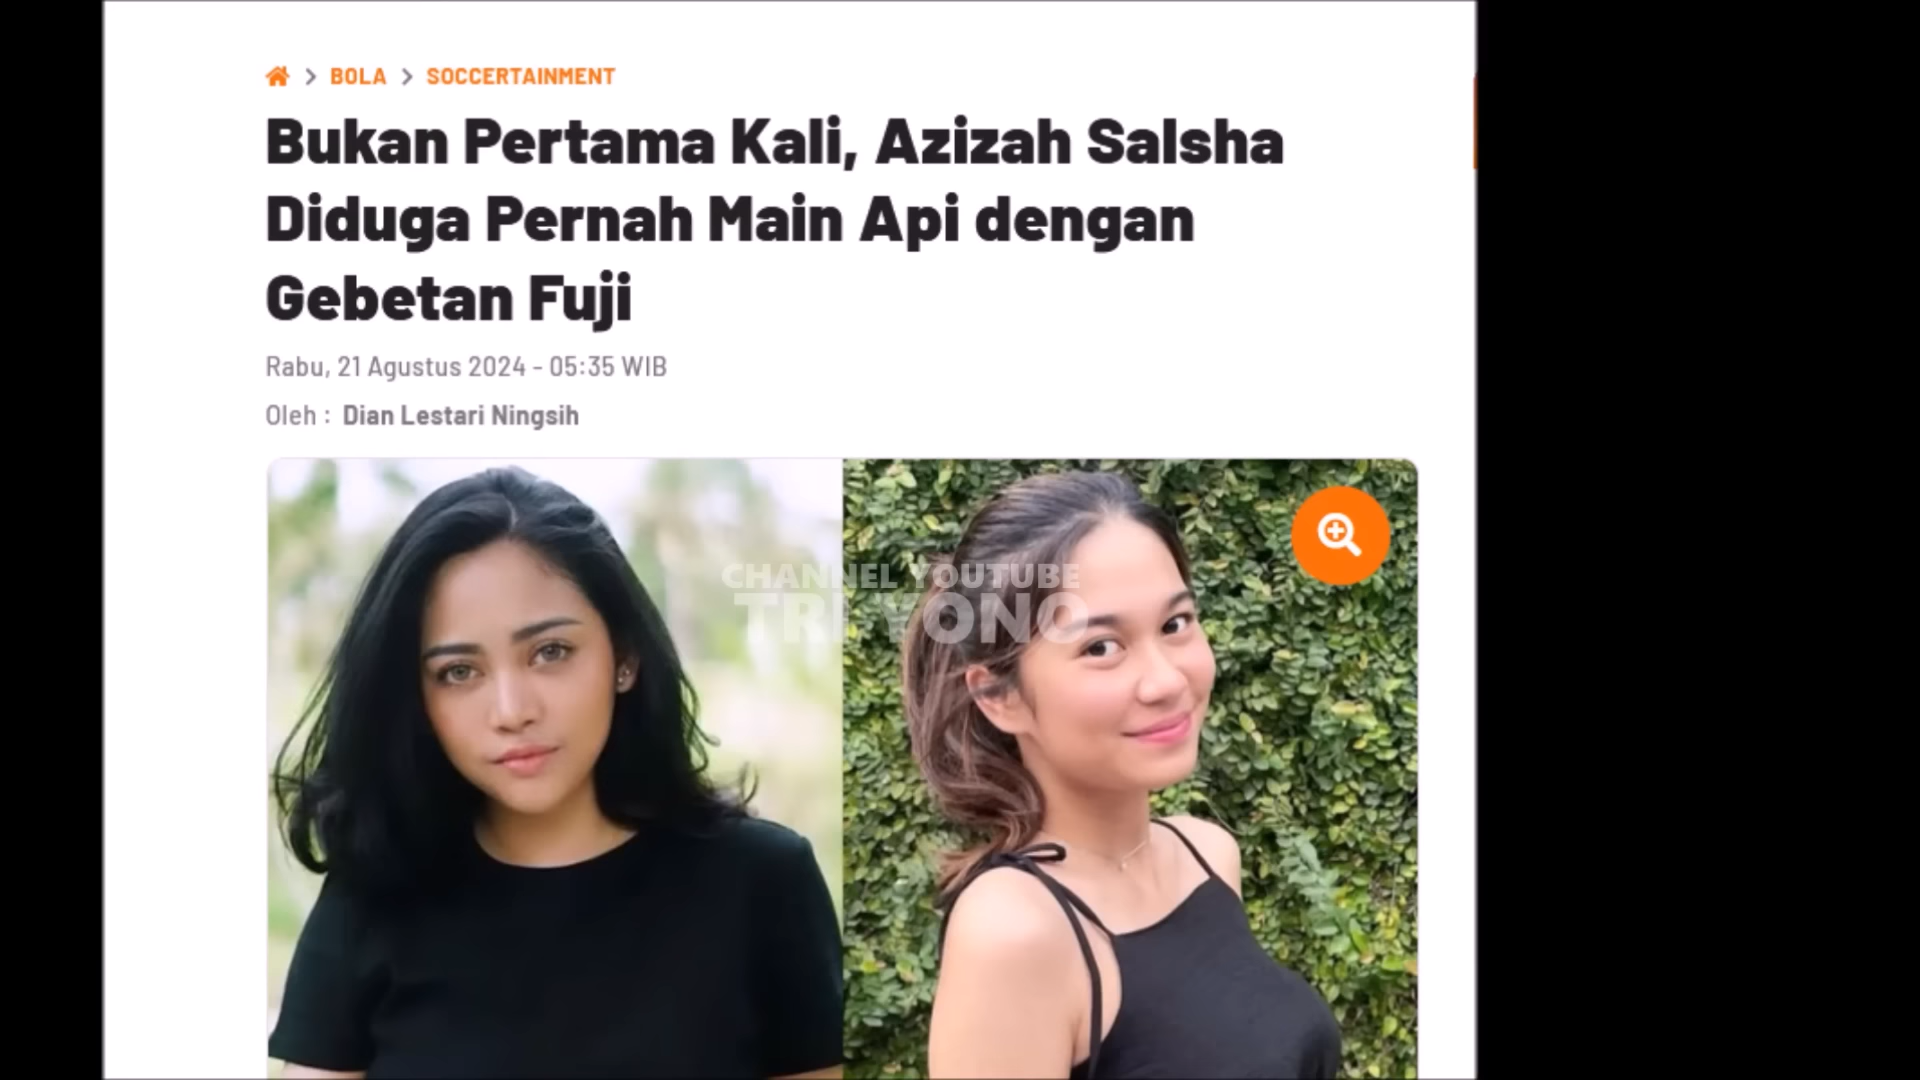 BOLA > SOCCERTAINMENT
Bukan Pertama Kali, Azizah Salsha
Diduga Pernah Main Api dengan
Gebetan Fuji
Rabu, 21 Agustus 2024 - 05:35 WIB
Oleh : Dian Lestari Ningsih
CHANNEL YOUTUBE
TRI YONO